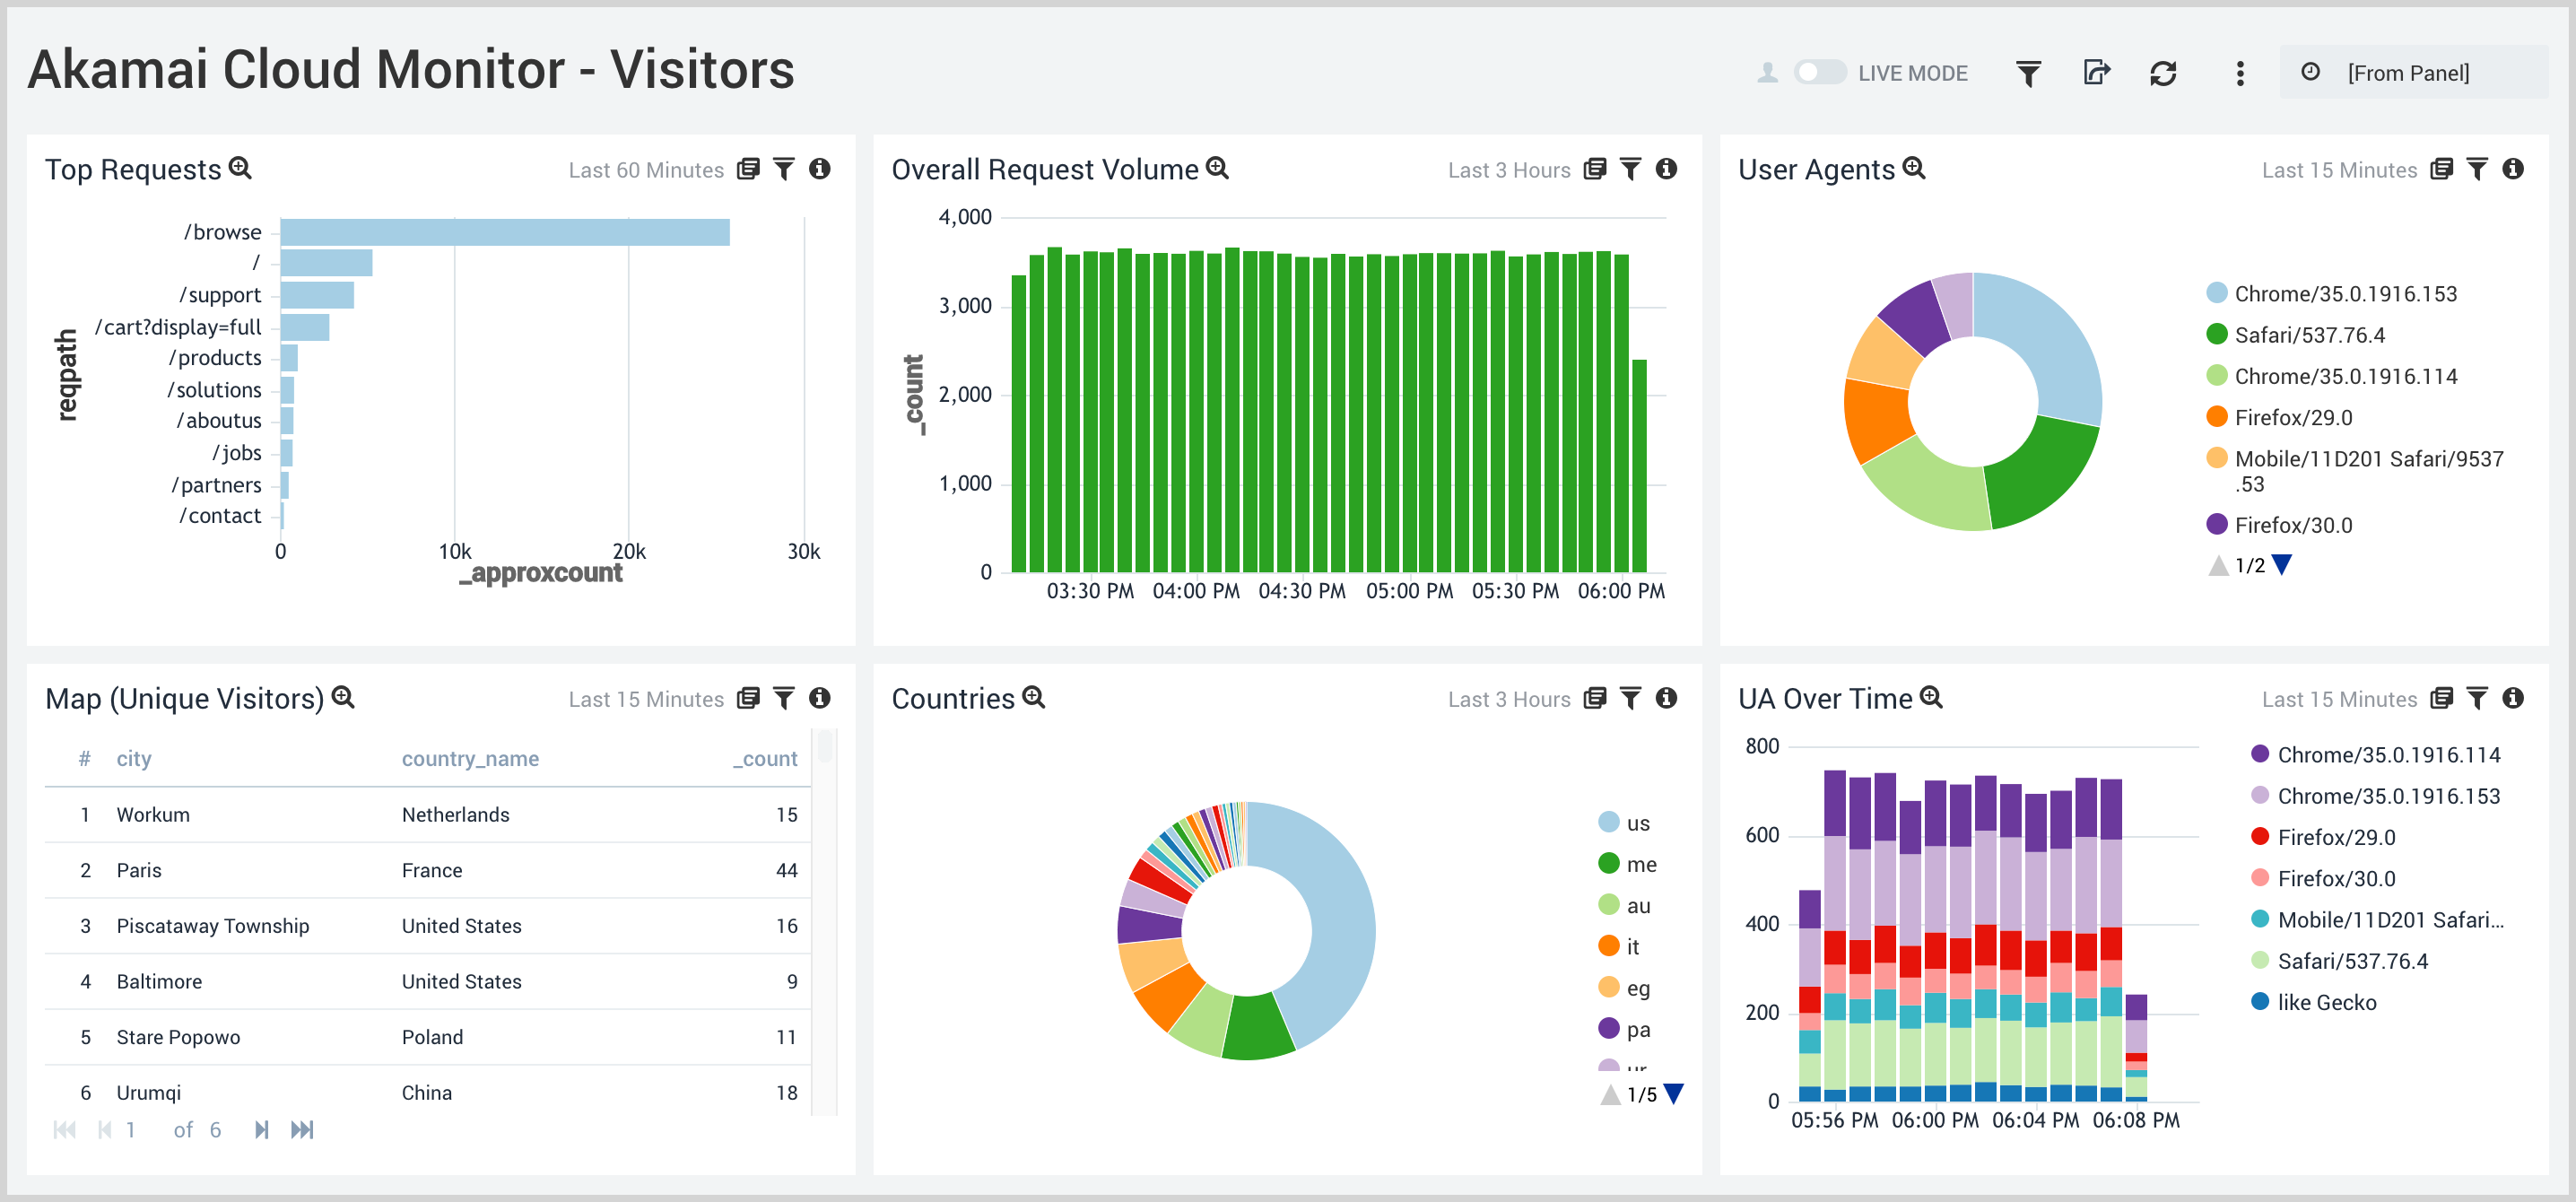 Akamai Cloud Monitor - Visitors
LIVE MODE
[From Panel]
Top Requests
Last 60 Minutes
reqpath
/browse
/
/support
/cart?display=full
/products
/solutions
/aboutus
/jobs
/partners
/contact
0 10k 20k 30k
_approxcount
Overall Request Volume
Last 3 Hours
_count
4,000
3,000
2,000
1,000
0
03:30 PM 04:00 PM 04:30 PM 05:00 PM 05:30 PM 06:00 PM
User Agents
Last 15 Minutes
Chrome/35.0.1916.153
Safari/537.76.4
Chrome/35.0.1916.114
Firefox/29.0
Mobile/11D201 Safari/9537
.53
Firefox/30.0
1/2
Map (Unique Visitors)
Last 15 Minutes
# city country_name _count
1 Workum Netherlands 15
2 Paris France 44
3 Piscataway Township United States 16
4 Baltimore United States 9
5 Stare Popowo Poland 11
6 Urumqi China 18
1 of 6
Countries
Last 3 Hours
us
me
au
it
eg
pa
1/5
UA Over Time
Last 15 Minutes
800
600
400
200
0
05:56 PM 06:00 PM 06:04 PM 06:08 PM
Chrome/35.0.1916.114
Chrome/35.0.1916.153
Firefox/29.0
Firefox/30.0
Mobile/11D201 Safari...
Safari/537.76.4
like Gecko